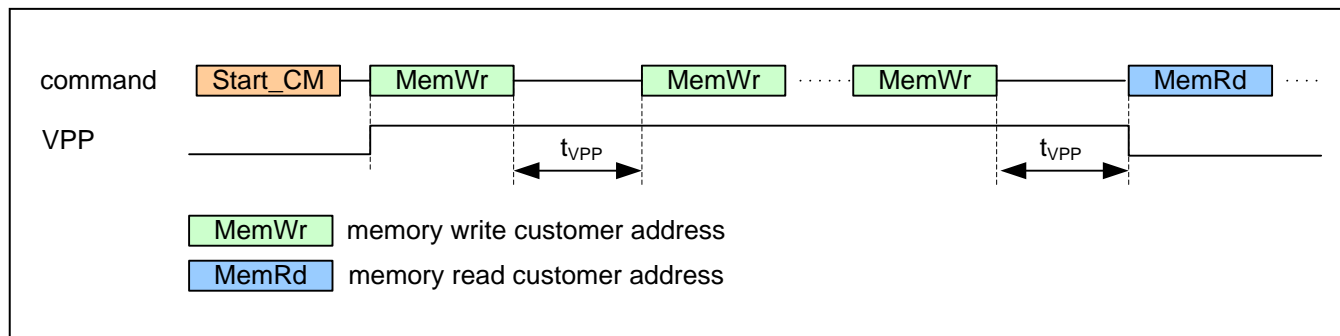 command Start_CM MemWr MemWr MemWr MemRd
VPP
tVPP tVPP
MemWr memory write customer address
MemRd memory read customer address